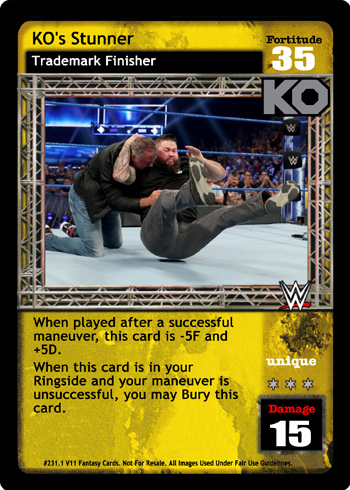 KO's Stunner
Fortitude
Trademark Finisher
35
KO
W
When played after a successful
maneuver, this card is -5F and
+5D.
When this card is in your
Ringside and your maneuver is
unsuccessful, you may Bury this
card.
unique
Damage
15
#231.1 V11 Fantasy Cards. Not For Resale. All Images Used Under Fair Use Guidelines.